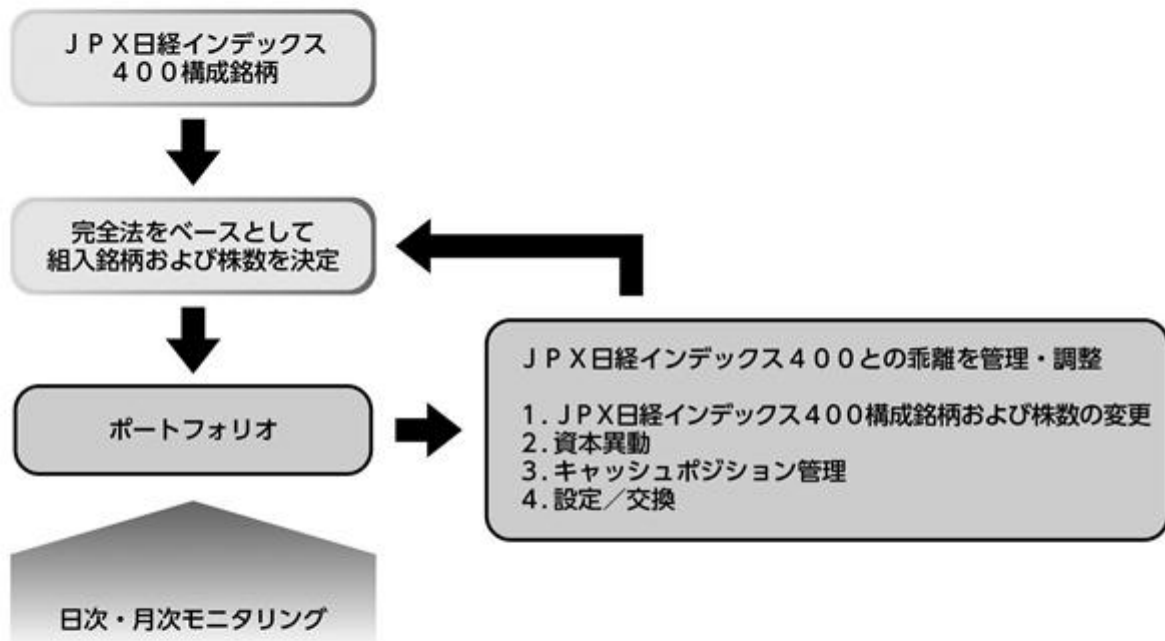 ＪＰＸ日経インデックス
４００構成銘柄
完全法をベースとして
組入銘柄および株数を決定
ポートフォリオ
ＪＰＸ日経インデックス４００との乖離を管理・調整
１．ＪＰＸ日経インデックス４００構成銘柄および株数の変更
２．資本異動
３．キャッシュポジション管理
４．設定／交換
日次・月次モニタリング